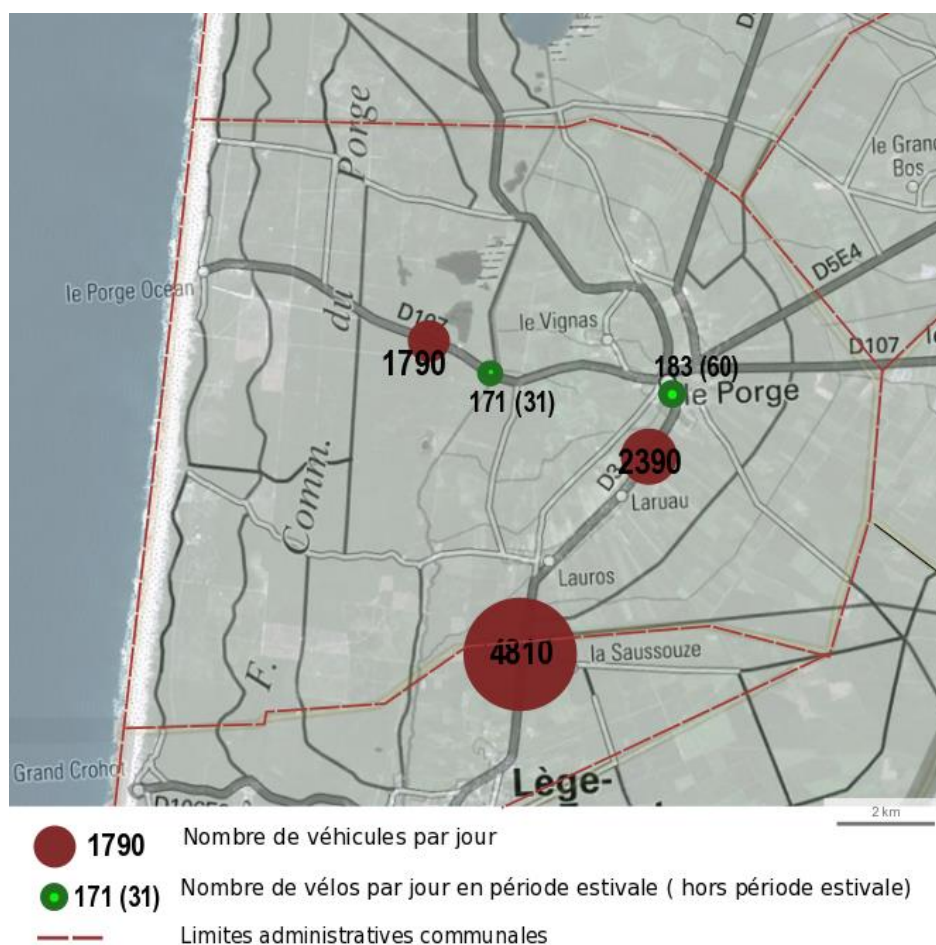 le Grand
Bos
Porge
D5E4
le Porge Océan
du
D107
le Vignas
D107
1790
183 (60)
le Porge
171 (31)
2390
D3
Laruau
Comm.
Lauros
4810
la Saussouze
F.
Grand Crohot
Lège-
2 km
1790 Nombre de véhicules par jour
171 (31) Nombre de vélos par jour en période estivale ( hors période estivale)
Limites administratives communales